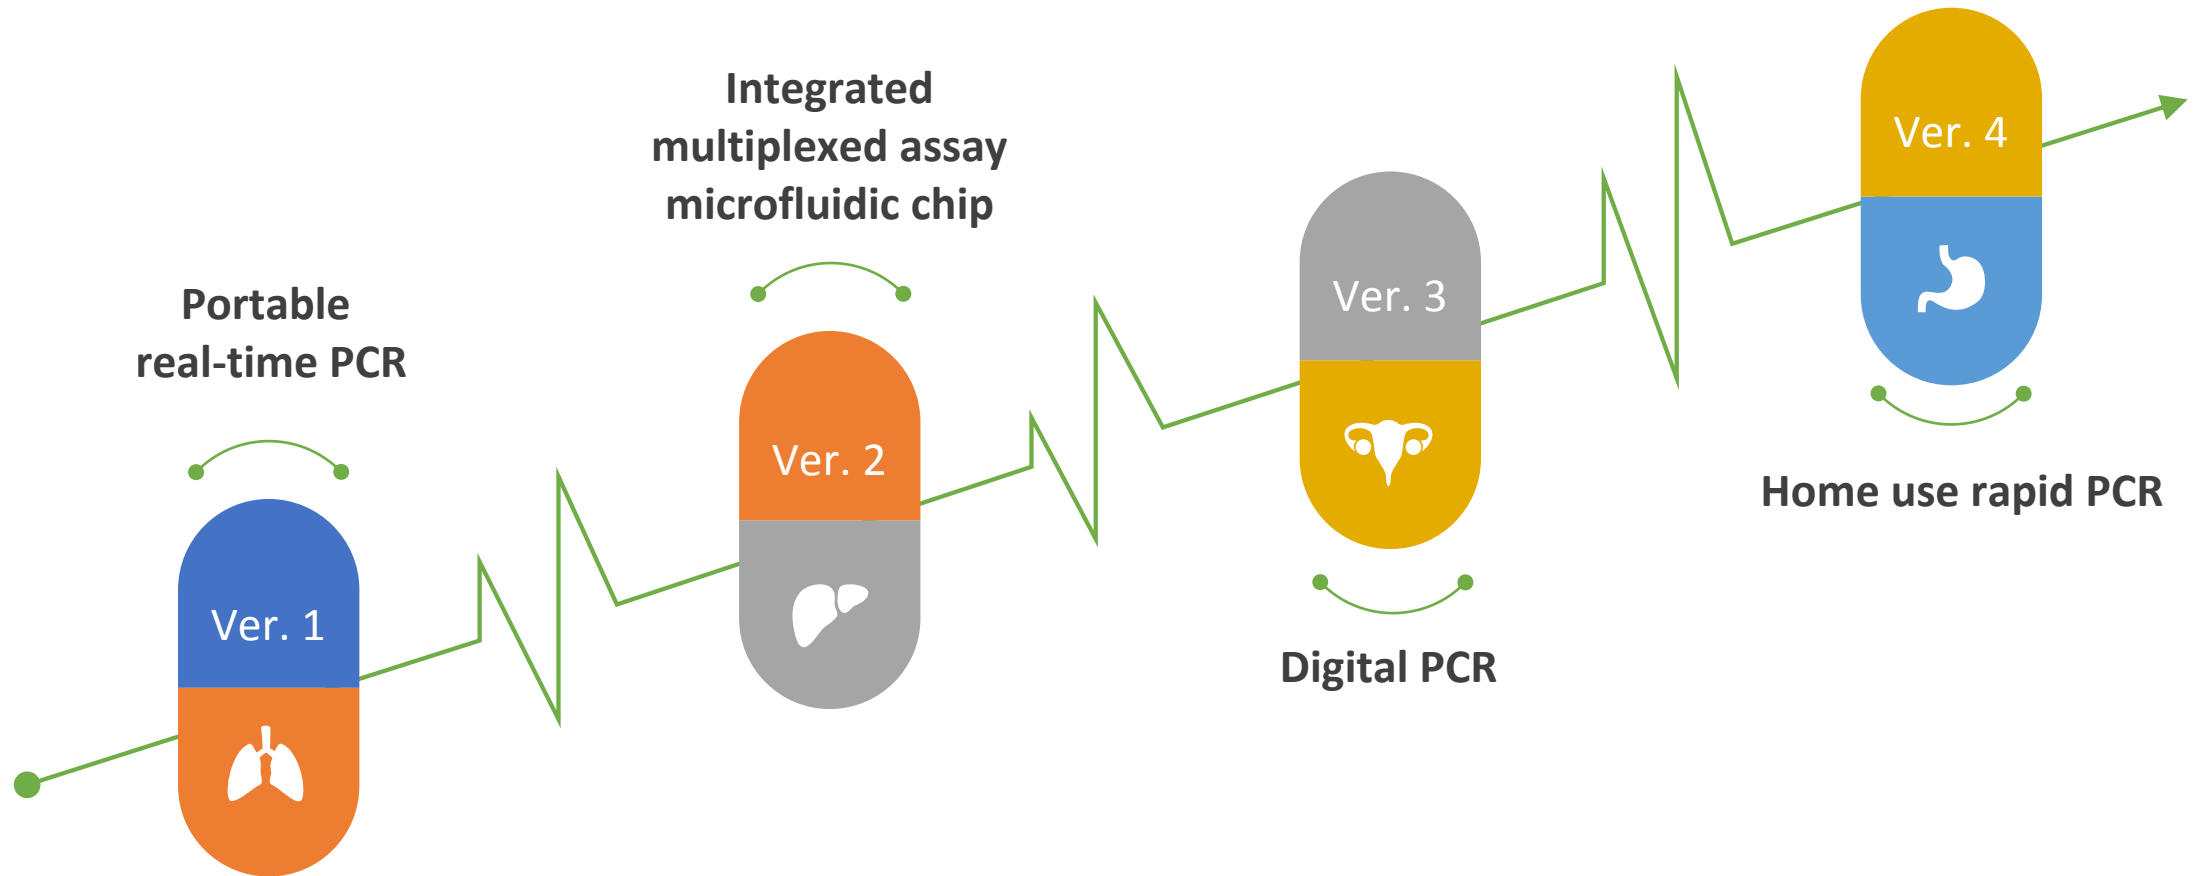 Portable
real-time PCR
Ver. 1
Integrated
multiplexed assay
microfluidic chip
Ver. 2
Ver. 3
Digital PCR
Ver. 4
Home use rapid PCR